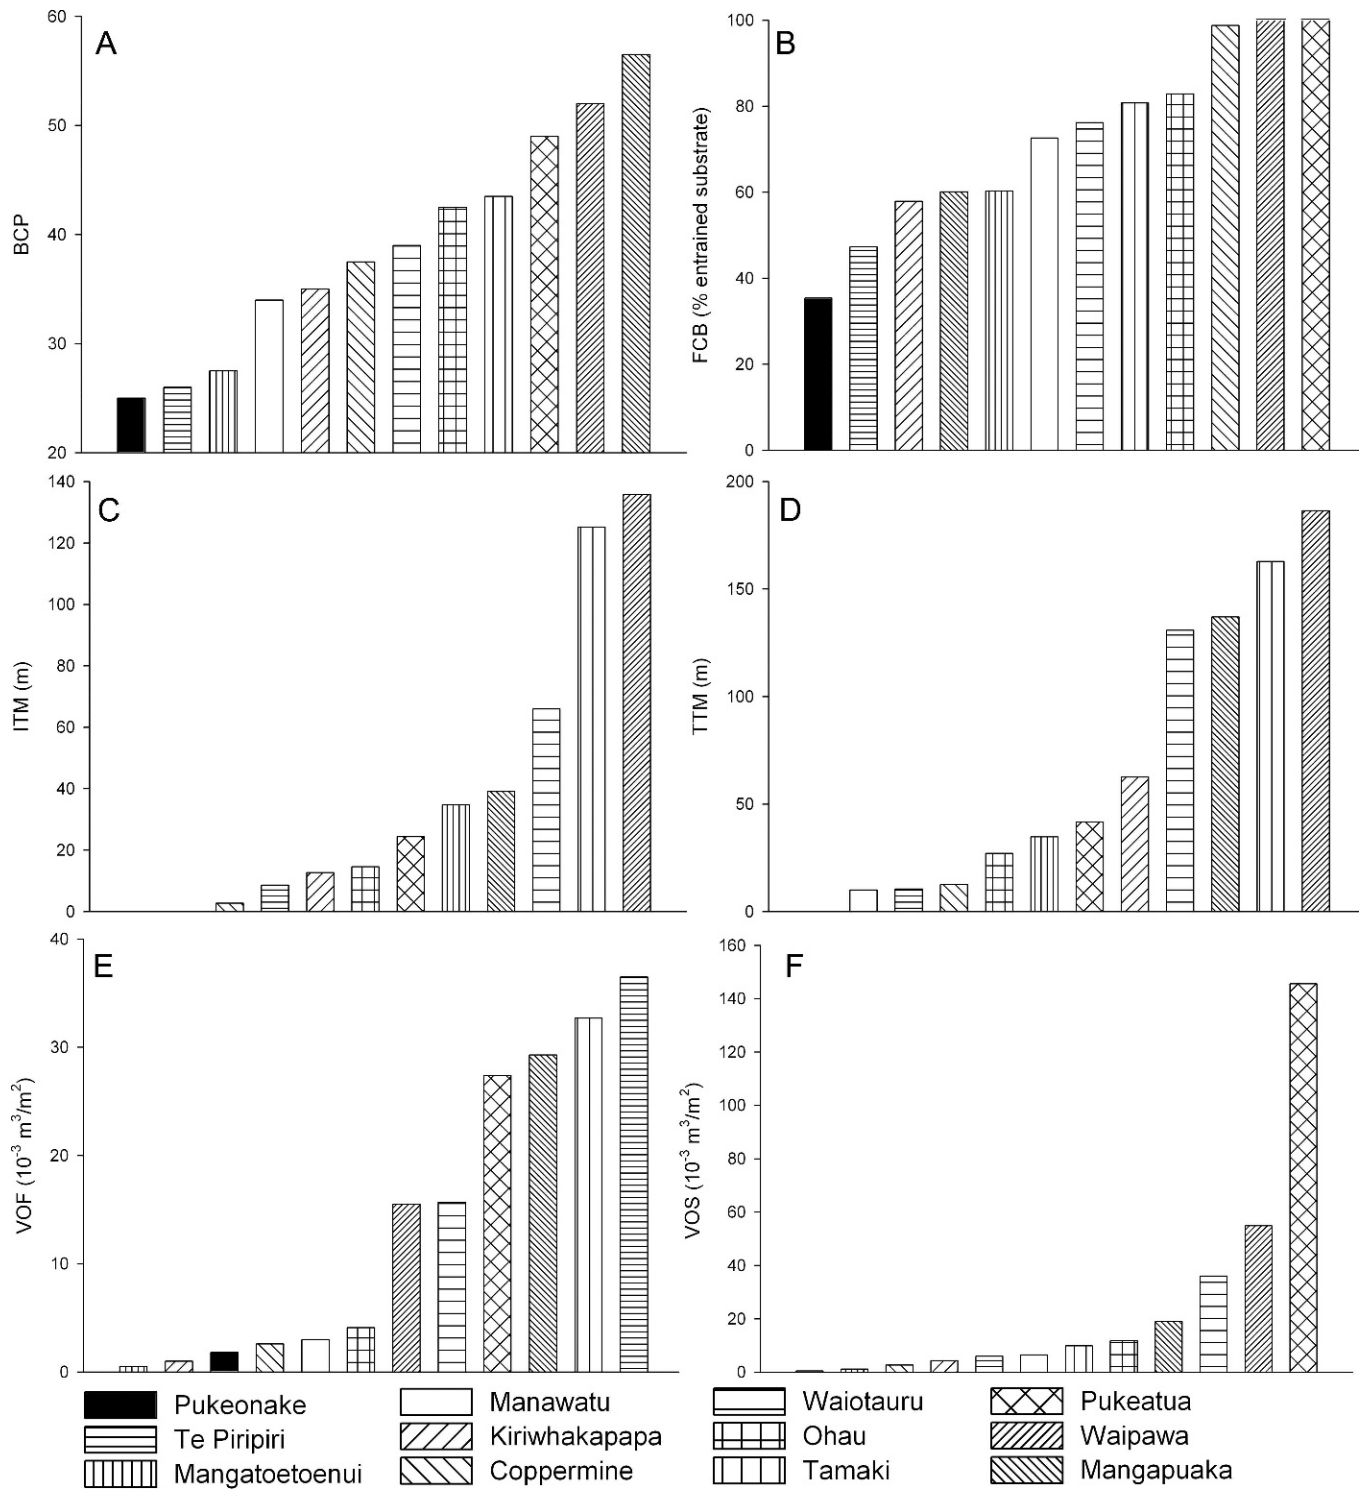 A
BCP
60
50
40
30
20
B
FCB (% entrained substrate)
100
80
60
40
20
0
C
ITM (m)
140
120
100
80
60
40
20
0
D
TTM (m)
200
150
100
50
0
E
VOF (10⁻³ m³/m²)
40
30
20
10
0
F
VOS (10⁻³ m³/m²)
160
140
120
100
80
60
40
20
0
Pukeonake Manawatu Waiotauru Pukeatua
Te Piripiri Kiriwhakapapa Ohau Waipawa
Mangatoetoenui Coppermine Tamaki Mangapuaka